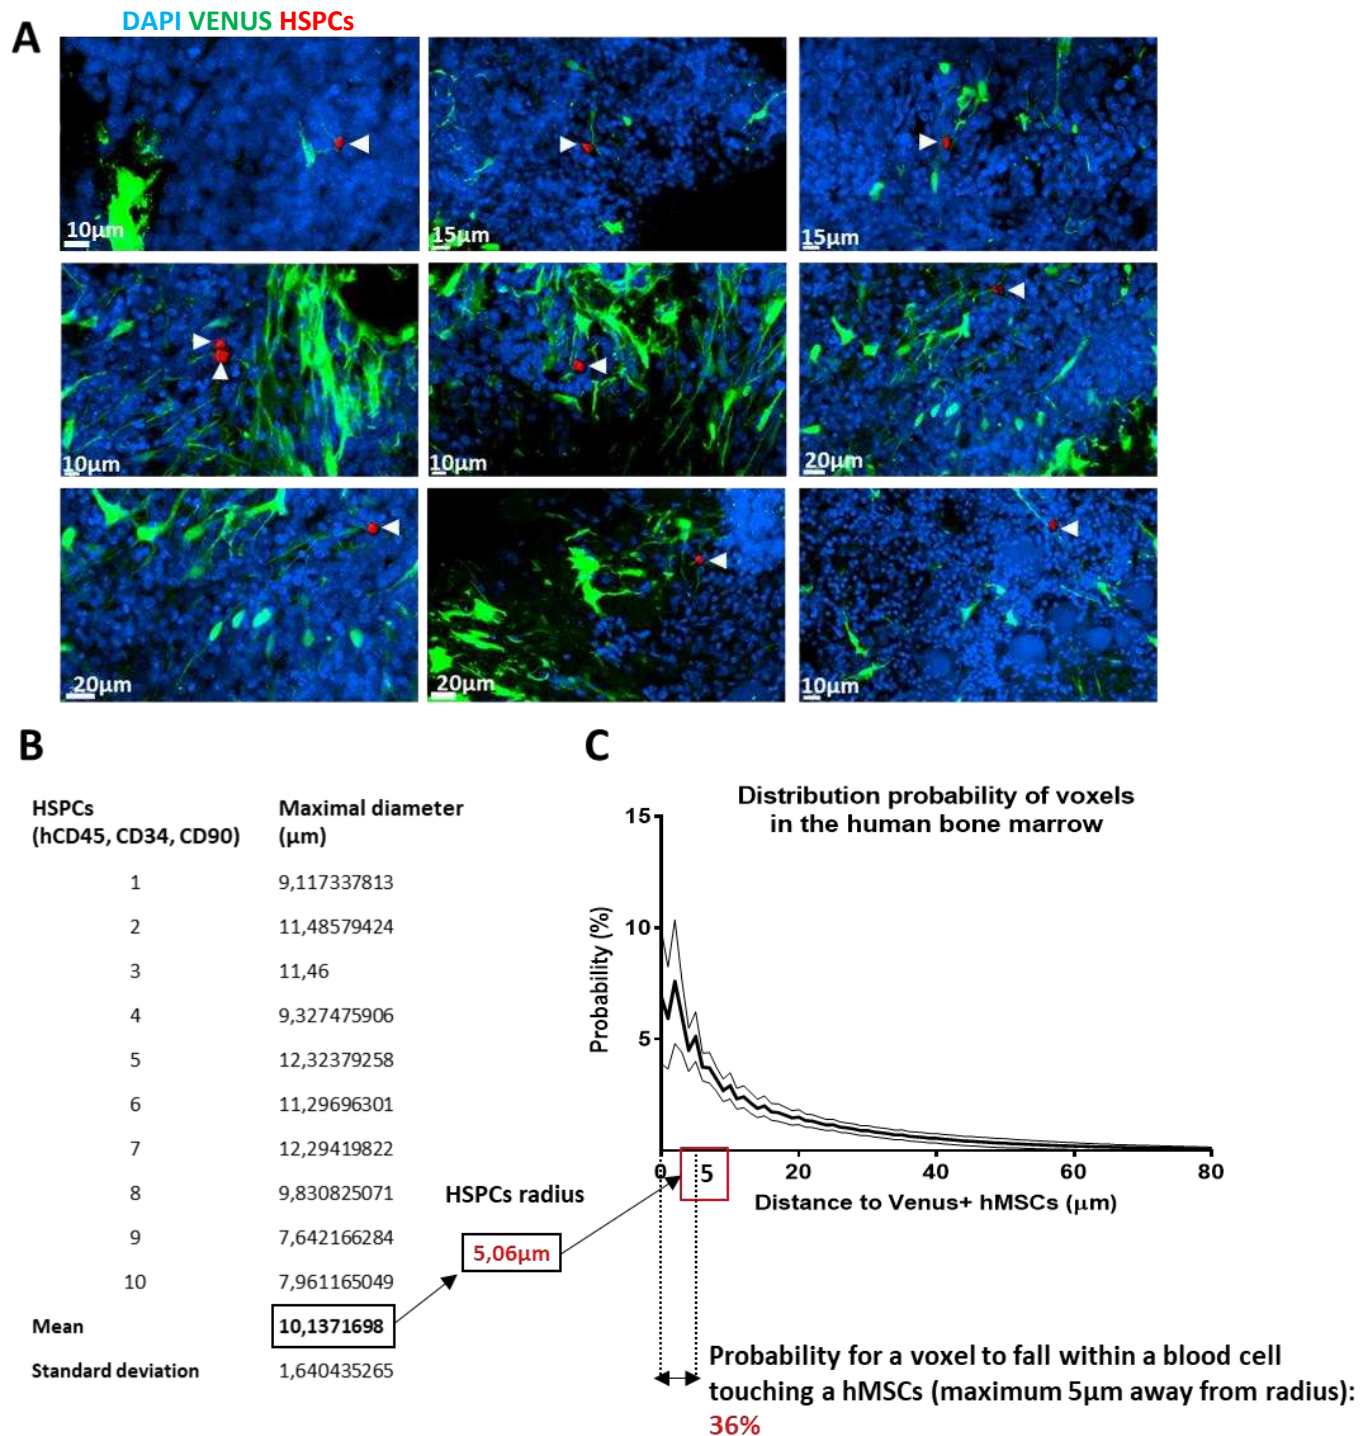 A
DAPI VENUS HSPCs
10µm
15µm
15µm
10µm
10µm
20µm
20µm
20µm
10µm
B
HSPCs
(hCD45, CD34, CD90)
Maximal diameter
(µm)
1 9,117337813
2 11,48579424
3 11,46
4 9,327475906
5 12,32379258
6 11,29696301
7 12,29419822
8 9,830825071
9 7,642166284
10 7,961165049
Mean 10,1371698
Standard deviation 1,640435265
HSPCs radius
5,06µm
C
Distribution probability of voxels
in the human bone marrow
Probability (%)
15
10
5
0 5 20 40 60 80
Distance to Venus+ hMSCs (µm)
Probability for a voxel to fall within a blood cell
touching a hMSCs (maximum 5µm away from radius):
36%